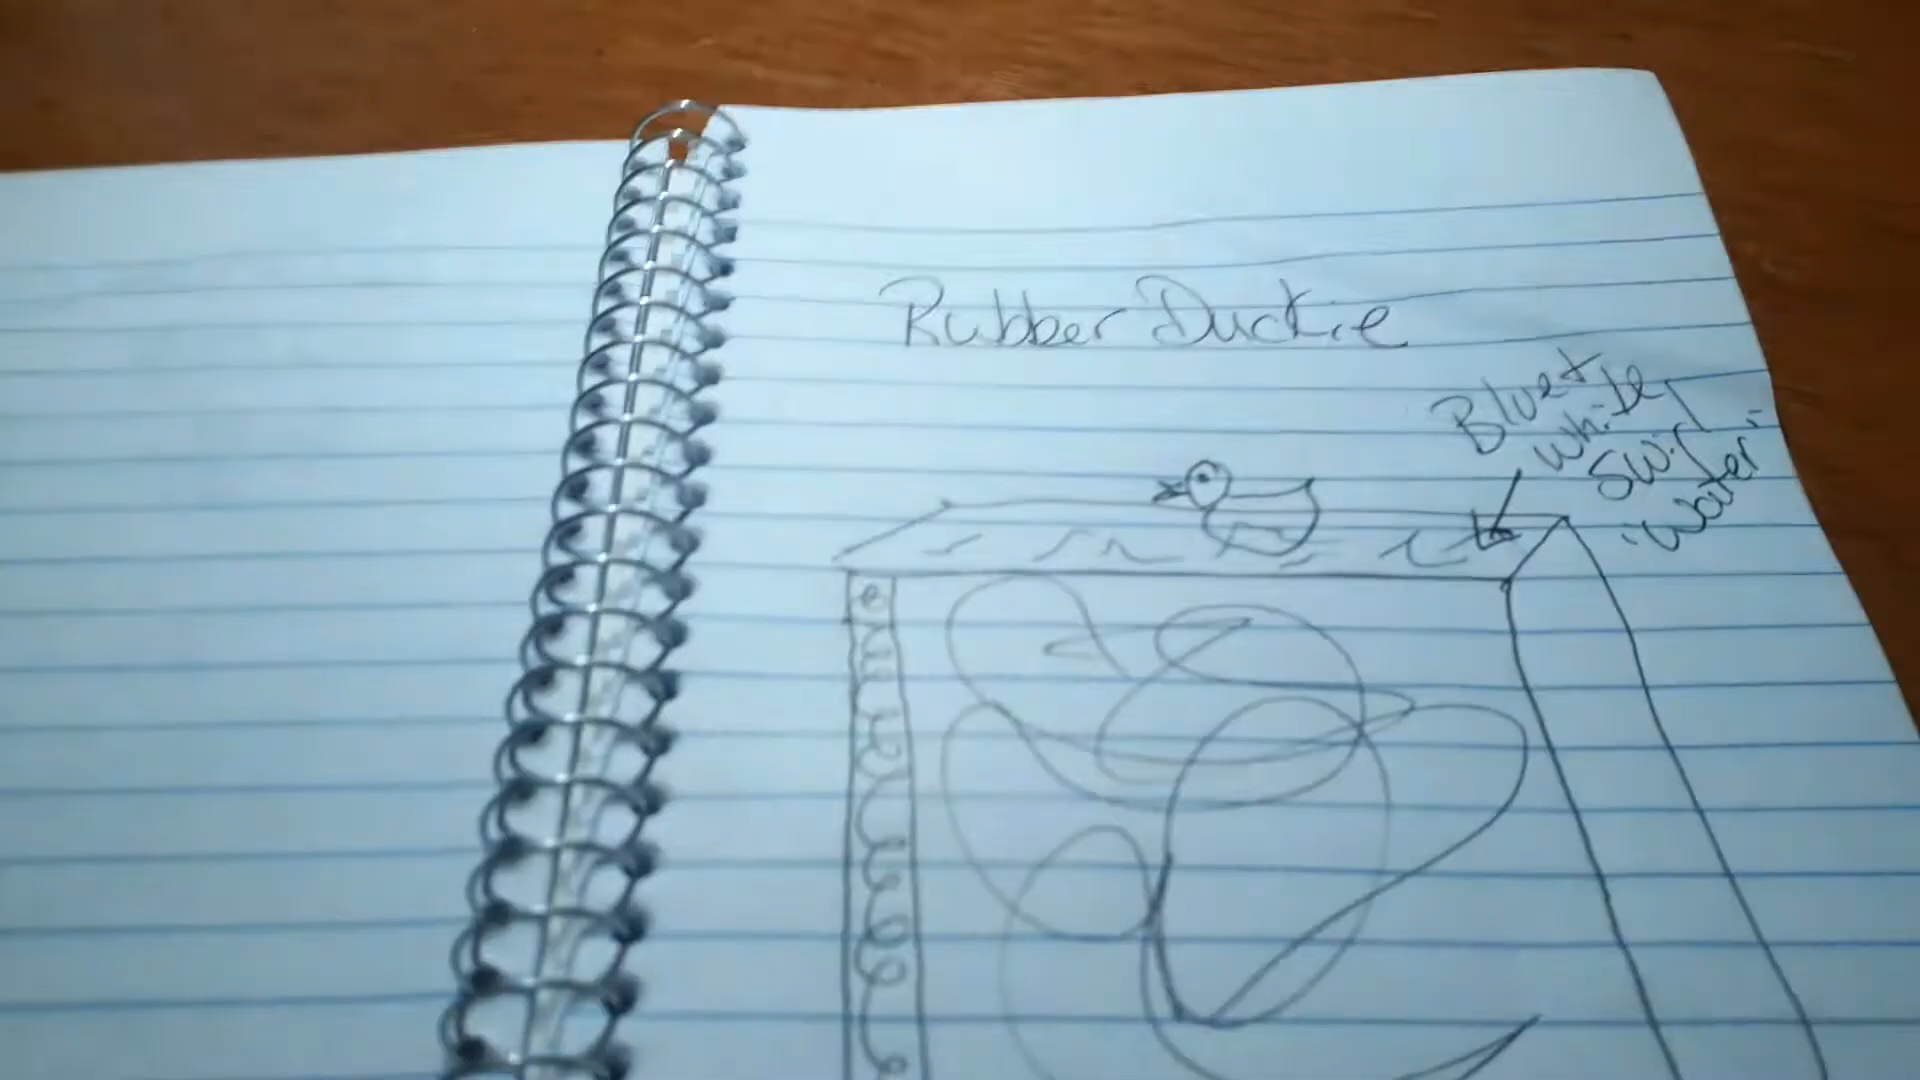 Rubber Duckie
Blue +
white
swirl
"water"